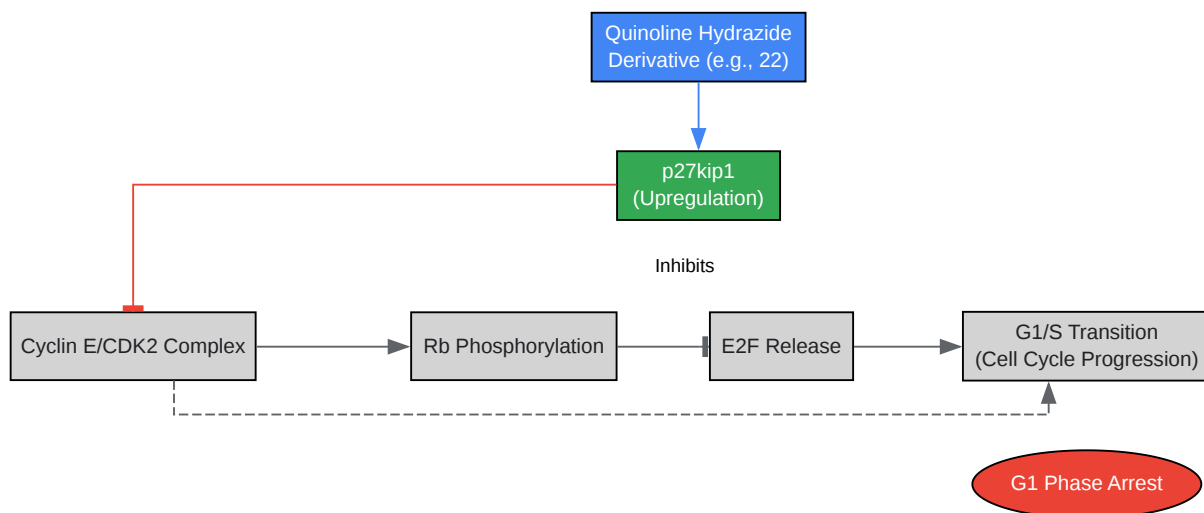 Quinoline Hydrazide
Derivative (e.g., 22)
p27kip1
(Upregulation)
Inhibits
Cyclin E/CDK2 Complex
Rb Phosphorylation
E2F Release
G1/S Transition
(Cell Cycle Progression)
G1 Phase Arrest